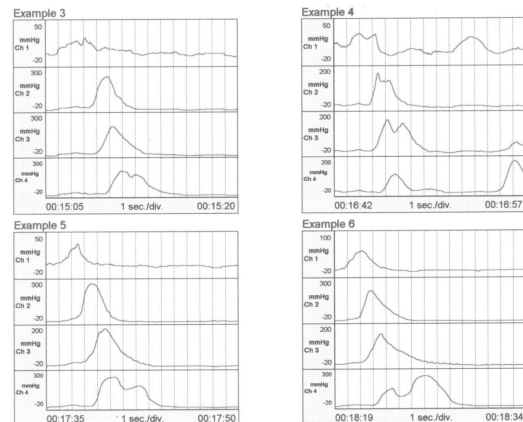 Example 3
50
mmHg
Ch 1
-20
300
mmHg
Ch 2
-20
300
mmHg
Ch 3
-20
300
mmHg
Ch 4
-20
00:15:05 1 sec./div. 00:15:20
Example 4
50
mmHg
Ch 1
-20
200
mmHg
Ch 2
-20
200
mmHg
Ch 3
-20
200
mmHg
Ch 4
-20
00:16:42 1 sec./div. 00:16:57
Example 5
50
mmHg
Ch 1
-20
300
mmHg
Ch 2
-20
200
mmHg
Ch 3
-20
300
mmHg
Ch 4
-20
00:17:35 1 sec./div. 00:17:50
Example 6
100
mmHg
Ch 1
-20
300
mmHg
Ch 2
-20
200
mmHg
Ch 3
-20
300
mmHg
Ch 4
-20
00:18:19 1 sec./div. 00:18:34